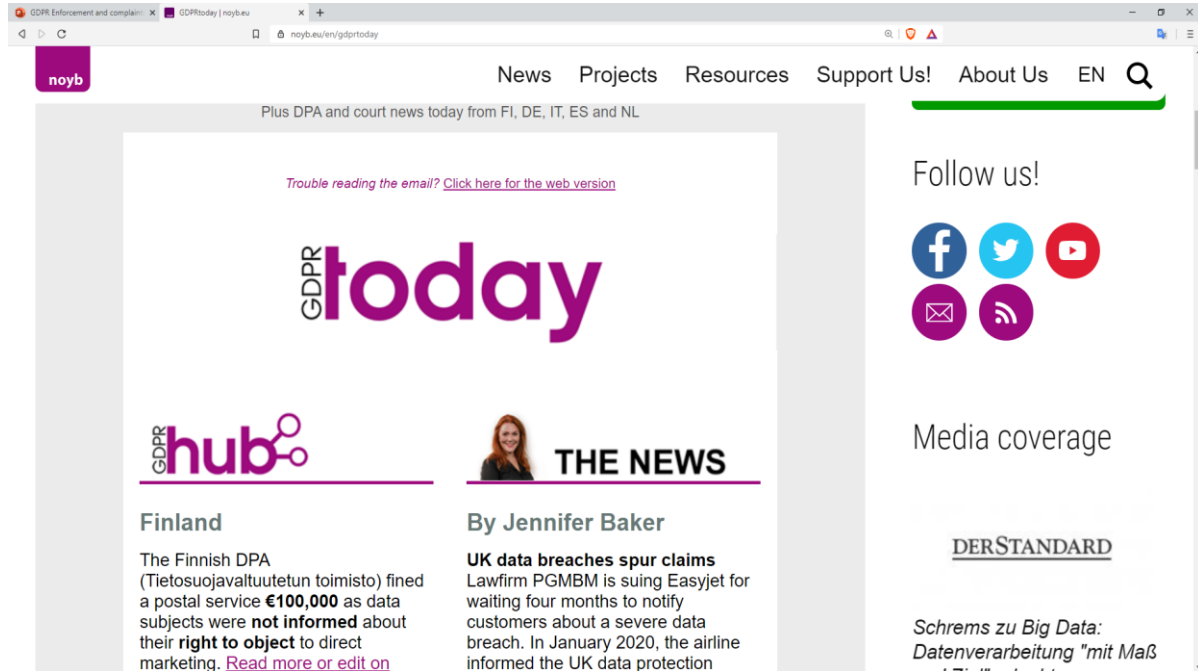 GDPR Enforcement and complaint
GDPRtoday | noyb.eu
noyb.eu/en/gdprtoday
noyb
News Projects Resources Support Us! About Us EN
Plus DPA and court news today from FI, DE, IT, ES and NL
Trouble reading the email? Click here for the web version
GDPR today
GDPR hub
Finland
The Finnish DPA
(Tietosuojavaltuutetun toimisto) fined
a postal service €100,000 as data
subjects were not informed about
their right to object to direct
marketing. Read more or edit on
THE NEWS
By Jennifer Baker
UK data breaches spur claims
Lawfirm PGMBM is suing Easyjet for
waiting four months to notify
customers about a severe data
breach. In January 2020, the airline
informed the UK data protection
Follow us!
Media coverage
DERSTANDARD
Schrems zu Big Data:
Datenverarbeitung "mit Maß